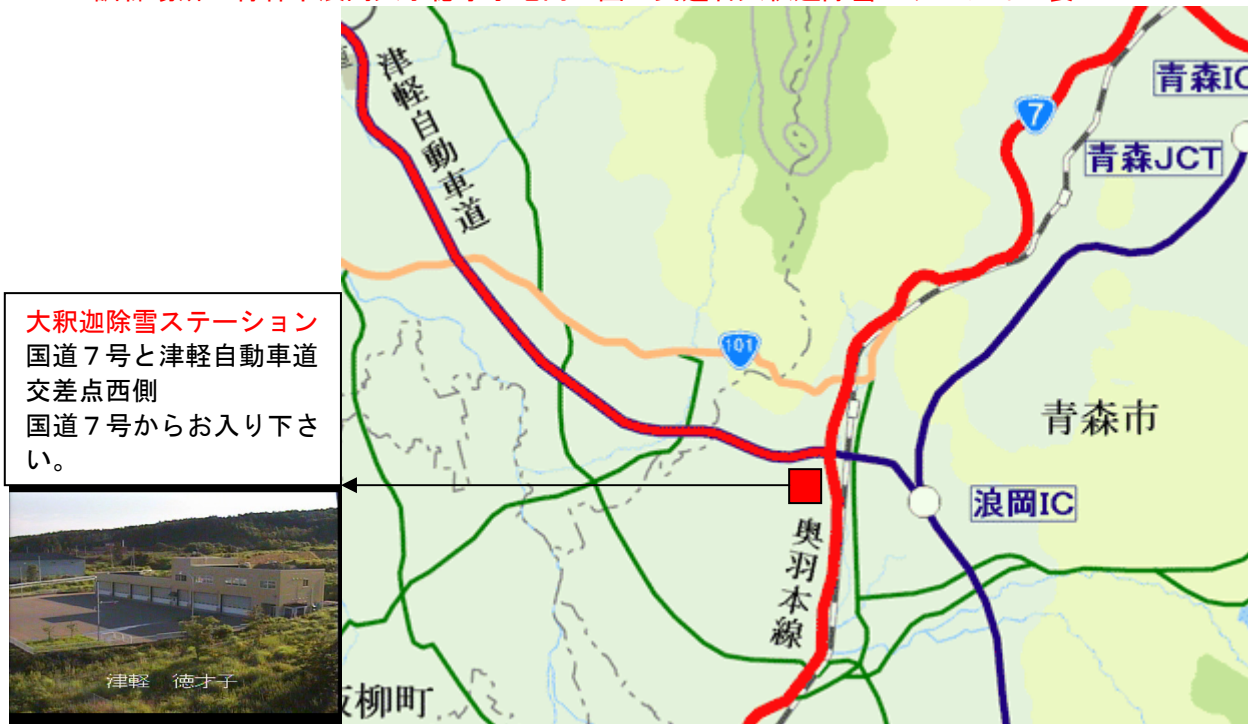 津軽自動車道
7
青森IC
青森JCT
大釈迦除雪ステーション
国道７号と津軽自動車道
交差点西側
国道７号からお入り下さ
い。
101
青森市
浪岡IC
奥羽本線
津軽　徳才子
柳町